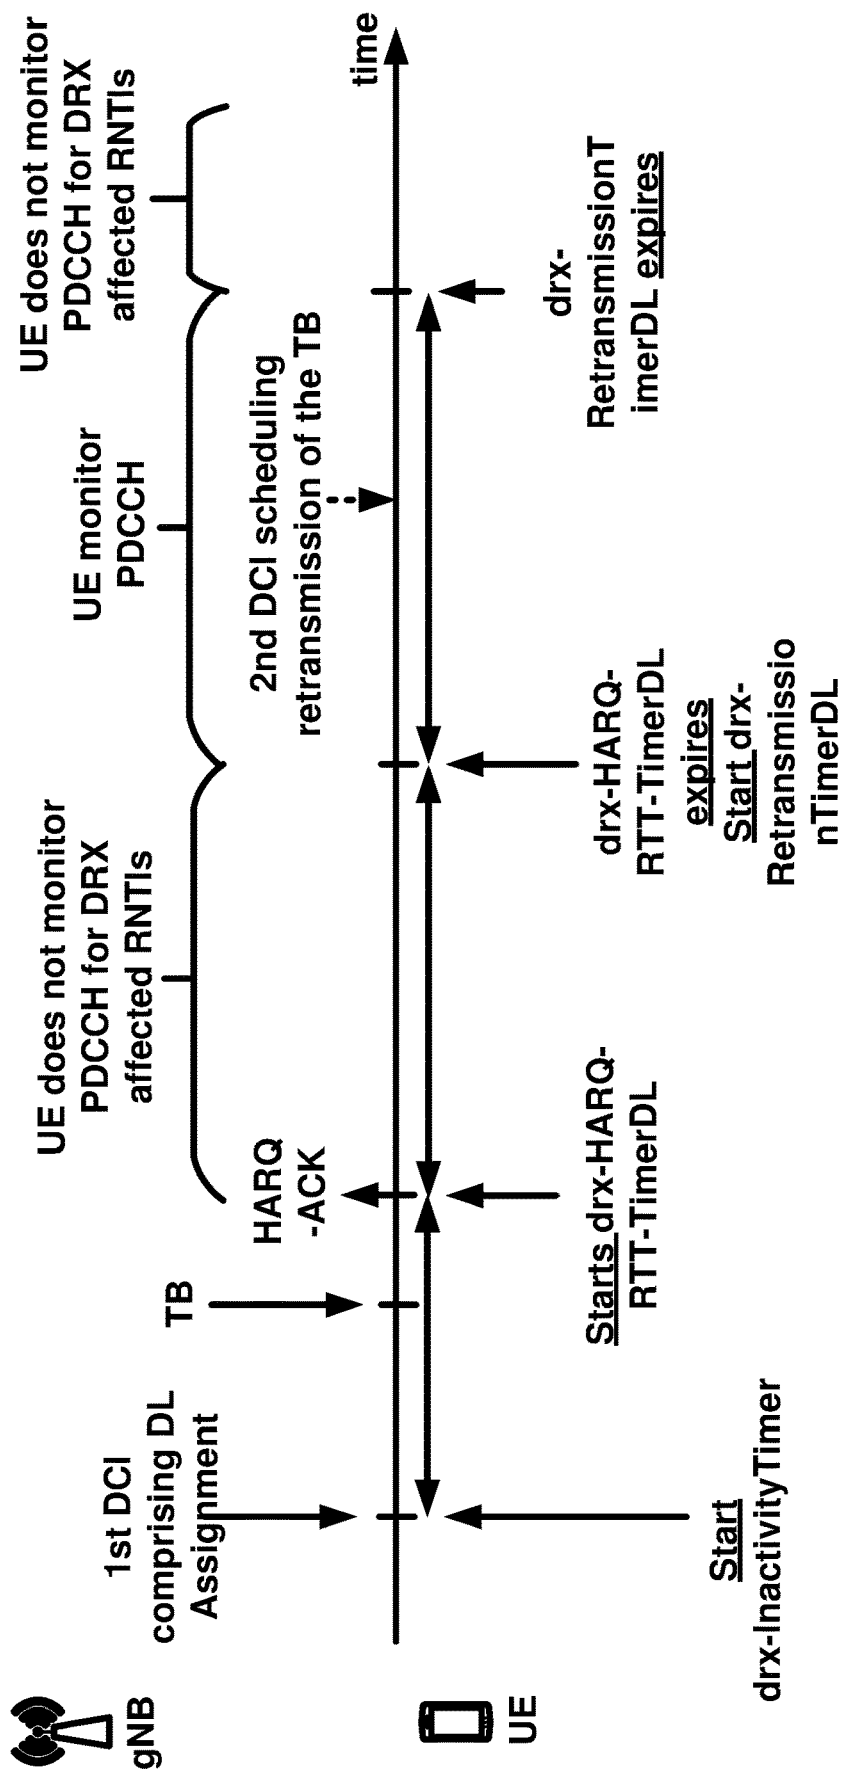 gNB
1st DCI
comprising DL
Assignment
TB
HARQ
-ACK
UE does not monitor
PDCCH for DRX
affected RNTIs
UE monitor
PDCCH
2nd DCI scheduling
retransmission of the TB
UE does not monitor
PDCCH for DRX
affected RNTIs
time
UE
Start
drx-InactivityTimer
Starts drx-HARQ-
RTT-TimerDL
drx-HARQ-
RTT-TimerDL
expires
Start drx-
Retransmissio
nTimerDL
drx-
RetransmissionT
imerDL expires